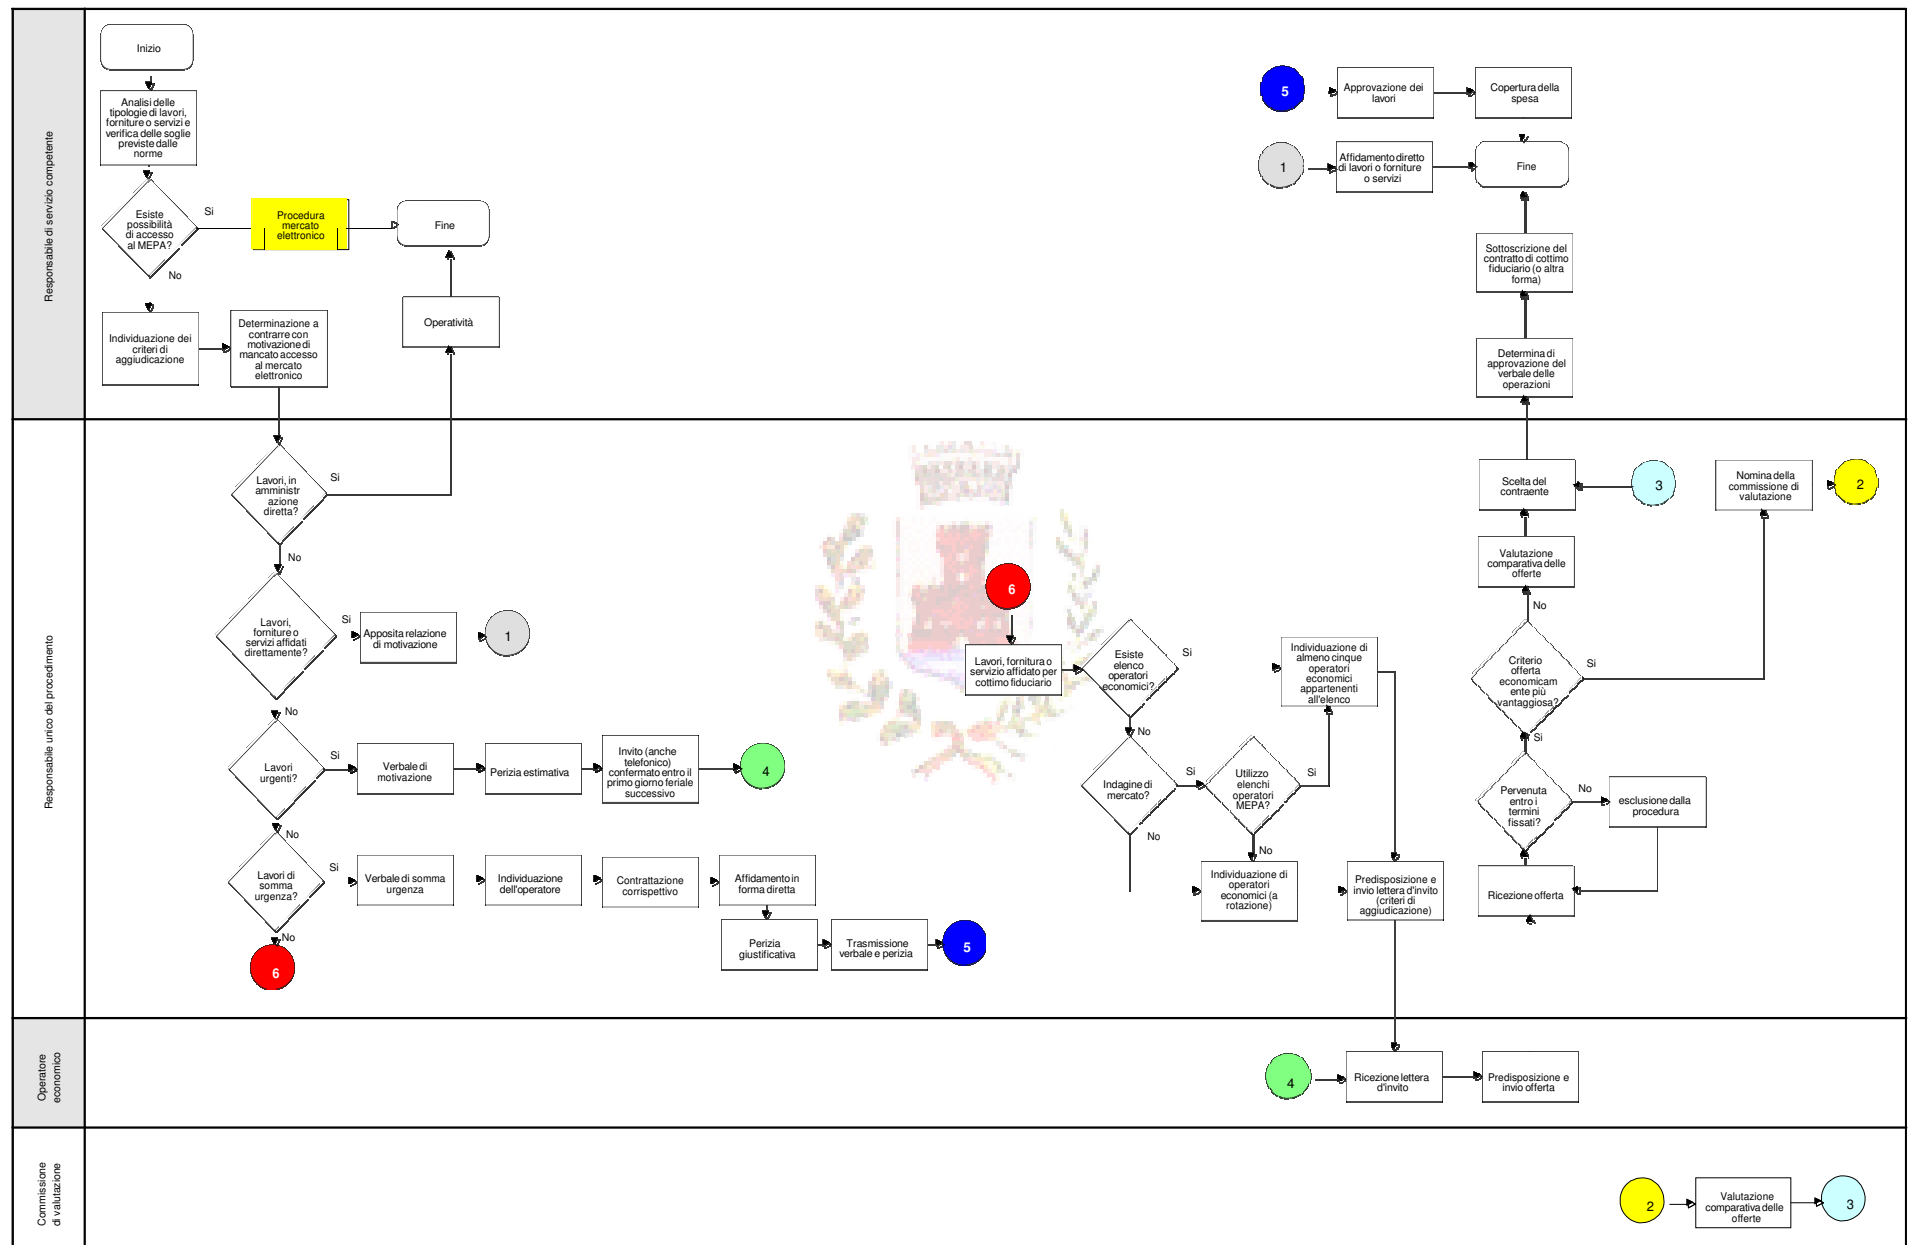 Responsabile di servizio competente
Inizio
Analisi delle
tipologie di lavori,
forniture o servizi e
verifica delle soglie
previste dalle
norme
Esiste
possibilità
di accesso
al MEPA?
Si
No
Procedura
mercato
elettronico
Fine
Individuazione dei
criteri di
aggiudicazione
Determinazione a
contrarre con
motivazione di
mancato accesso
al mercato
elettronico
Operatività
5
Approvazione dei
lavori
Copertura della
spesa
1
Affidamento diretto
di lavori o forniture
o servizi
Fine
Sottoscrizione del
contratto di cottimo
fiduciario (o altra
forma)
Determina di
approvazione del
verbale delle
operazioni
Responsabile unico del procedimento
Lavori, in
amministr
azione
diretta?
Si
No
Lavori,
forniture o
servizi affidati
direttamente?
Si
Apposita relazione
di motivazione
1
No
Lavori
urgenti?
Si
Verbale di
motivazione
Perizia estimativa
Invito (anche
telefonico)
confermato entro il
primo giorno feriale
successivo
4
No
Lavori di
somma
urgenza?
Si
Verbale di somma
urgenza
Individuazione
dell'operatore
Contrattazione
corrispettivo
Affidamento in
forma diretta
Perizia
giustificativa
Trasmissione
verbale e perizia
5
No
6
6
Lavori, fornitura o
servizio affidato per
cottimo fiduciario
Esiste
elenco
operatori
economici?
Si
No
Indagine di
mercato?
Si
No
Utilizzo
elenchi
operatori
MEPA?
Si
No
Individuazione di
almeno cinque
operatori
economici
appartenenti
all'elenco
Individuazione di
operatori
economici (a
rotazione)
Predisposizione e
invio lettera d'invito
(criteri di
aggiudicazione)
Scelta del
contraente
3
Nomina della
commissione di
valutazione
2
Valutazione
comparativa delle
offerte
No
Criterio
offerta
economicam
ente più
vantaggiosa?
Si
Si
Pervenuta
entro i
termini
fissati?
No
esclusione dalla
procedura
Ricezione offerta
Operatore
economico
4
Ricezione lettera
d'invito
Predisposizione e
invio offerta
Commissione
di valutazione
2
Valutazione
comparativa delle
offerte
3